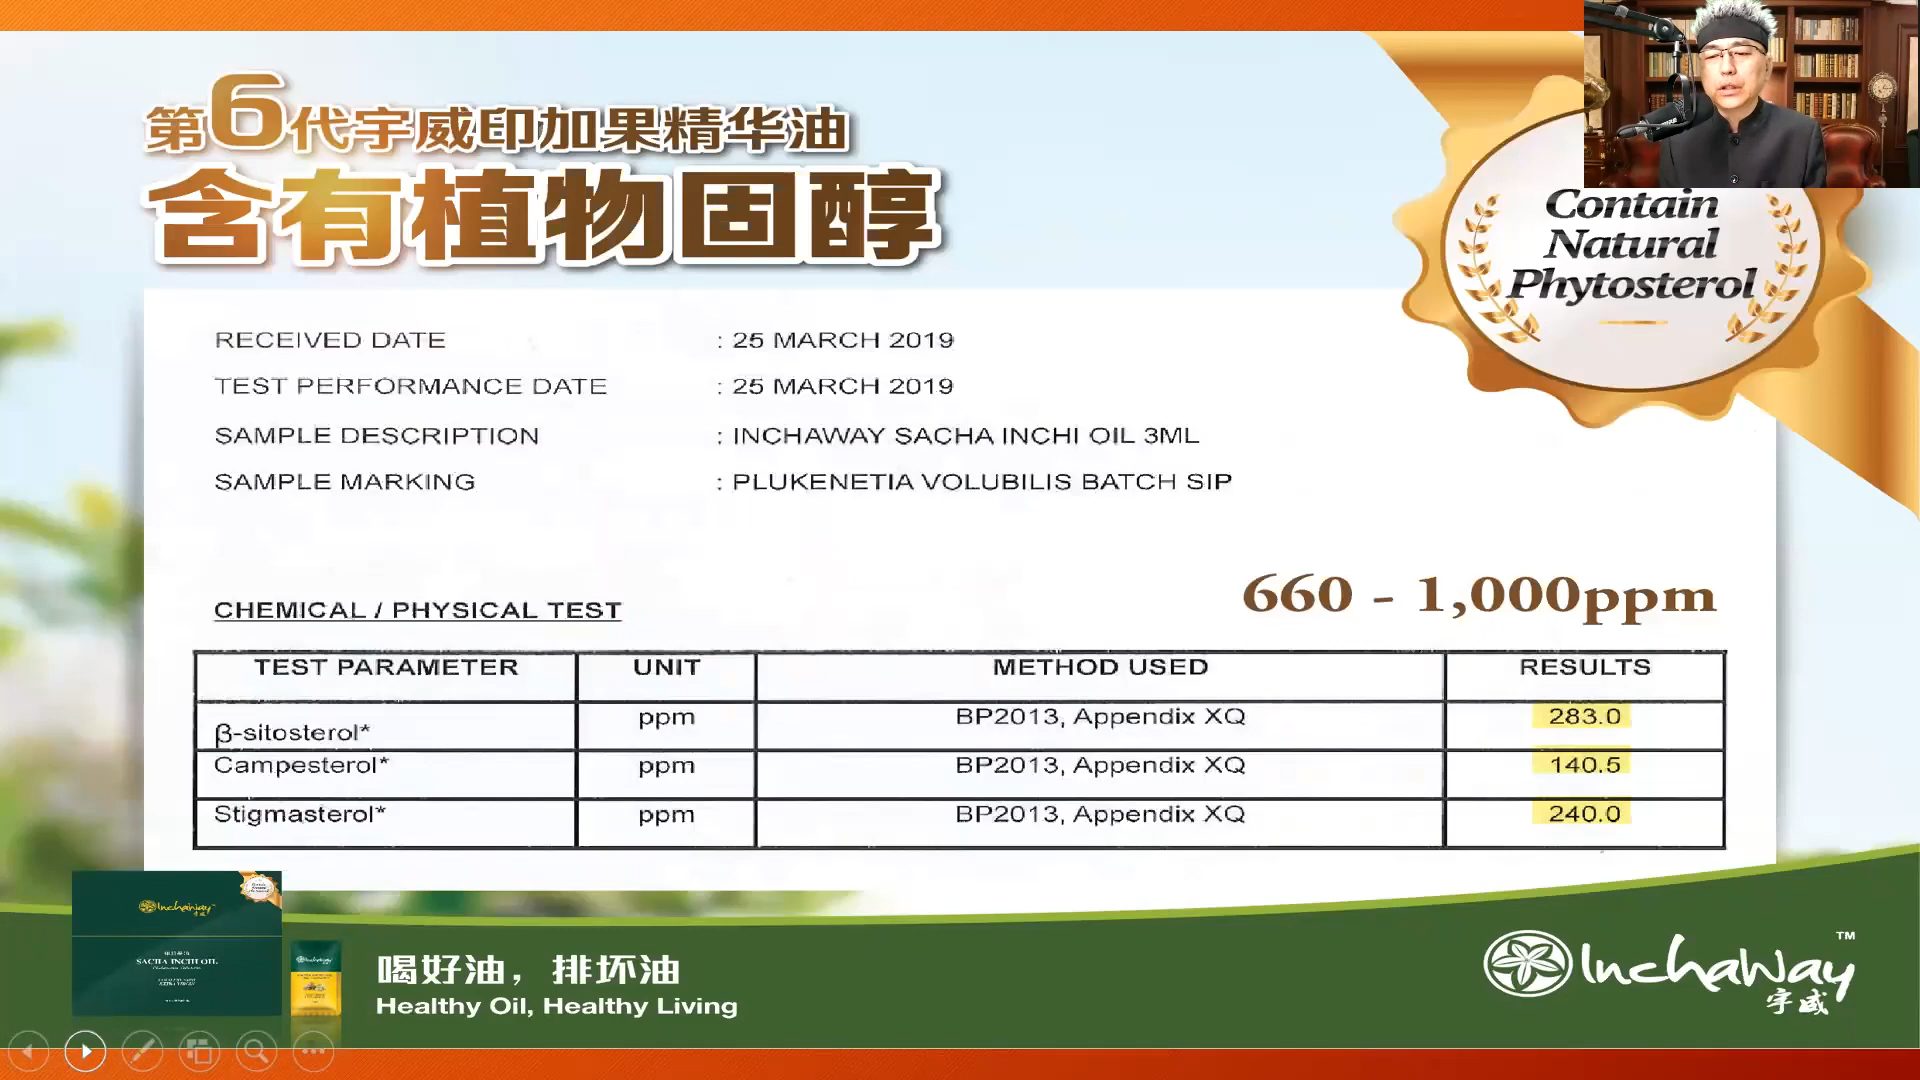 第6代宇威印加果精华油
含有植物固醇
Contain
Natural
Phytosterol
RECEIVED DATE : 25 MARCH 2019
TEST PERFORMANCE DATE : 25 MARCH 2019
SAMPLE DESCRIPTION : INCHAWAY SACHA INCHI OIL 3ML
SAMPLE MARKING : PLUKENETIA VOLUBILIS BATCH SIP
660 - 1,000ppm
CHEMICAL / PHYSICAL TEST
TEST PARAMETER UNIT METHOD USED RESULTS
β-sitosterol* ppm BP2013, Appendix XQ 283.0
Campesterol* ppm BP2013, Appendix XQ 140.5
Stigmasterol* ppm BP2013, Appendix XQ 240.0
Inchaway
SACHA INCHI OIL
喝好油，排坏油
Healthy Oil, Healthy Living
Inchaway™
宇威